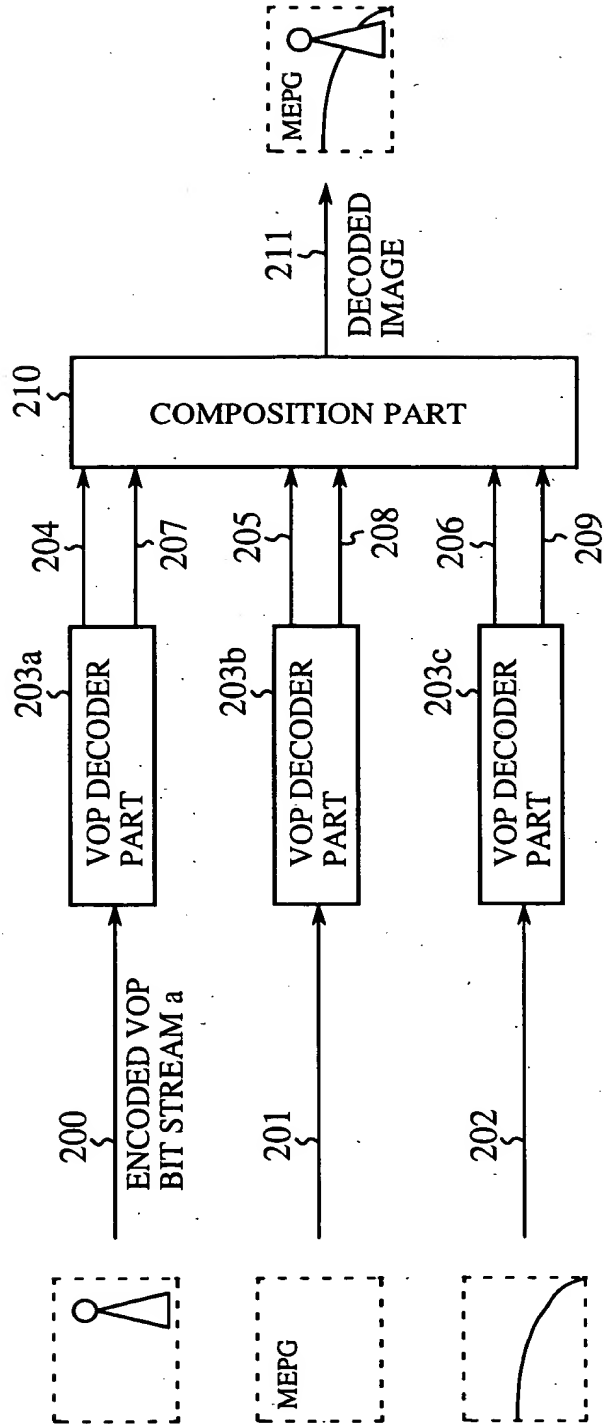 200
ENCODED VOP
BIT STREAM a
203a
VOP DECODER
PART
204
207
MEPG
201
203b
VOP DECODER
PART
205
208
202
203c
VOP DECODER
PART
206
209
210
COMPOSITION PART
211
DECODED
IMAGE
MEPG